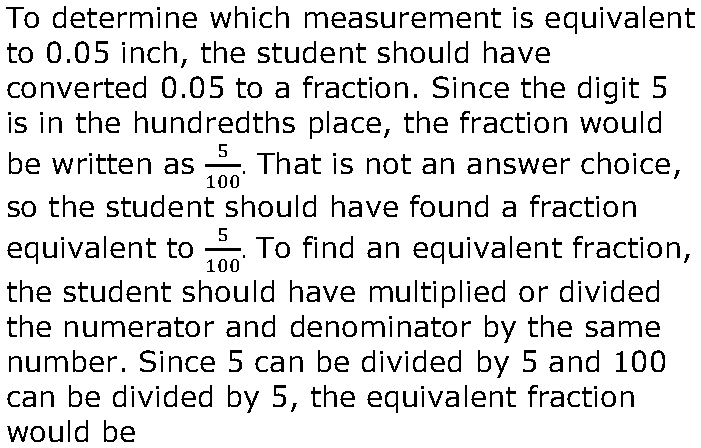 To determine which measurement is equivalent
to 0.05 inch, the student should have
converted 0.05 to a fraction. Since the digit 5
is in the hundredths place, the fraction would
be written as 5/100. That is not an answer choice,
so the student should have found a fraction
equivalent to 5/100. To find an equivalent fraction,
the student should have multiplied or divided
the numerator and denominator by the same
number. Since 5 can be divided by 5 and 100
can be divided by 5, the equivalent fraction
would be